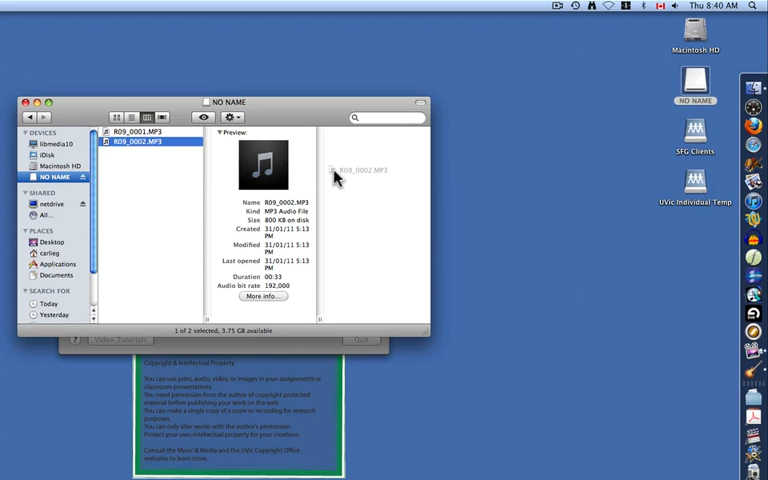 Thu 8:40 AM
Macintosh HD
NO NAME
SFG Clients
UVic Individual Temp
NO NAME
DEVICES
libmedia10
iDisk
Macintosh HD
NO NAME
SHARED
netdrive
All...
PLACES
Desktop
carlieg
Applications
Documents
SEARCH FOR
Today
Yesterday
R09_0001.MP3
R09_0002.MP3
Preview:
Name R09_0002.MP3
Kind MP3 Audio File
Size 800 KB on disk
Created 31/01/11 5:13
PM
Modified 31/01/11 5:13
PM
Last opened 31/01/11 5:13
PM
Duration 00:33
Audio bit rate 192,000
More info...
R09_0002.MP3
1 of 2 selected, 3.75 GB available
? Video Tutorials Quit
Copyright & Intellectual Property
You can use print, audio, video, or images in your assignments or
classroom presentations.
You need permission from the author of copyright protected
material before publishing your work on the web.
You can make a single copy of a score or recording for research
purposes.
You can only alter works with the author's permission.
Protect your own intellectual property for your creations.
Consult the Music & Media and the UVic Copyright Office
websites to learn more.